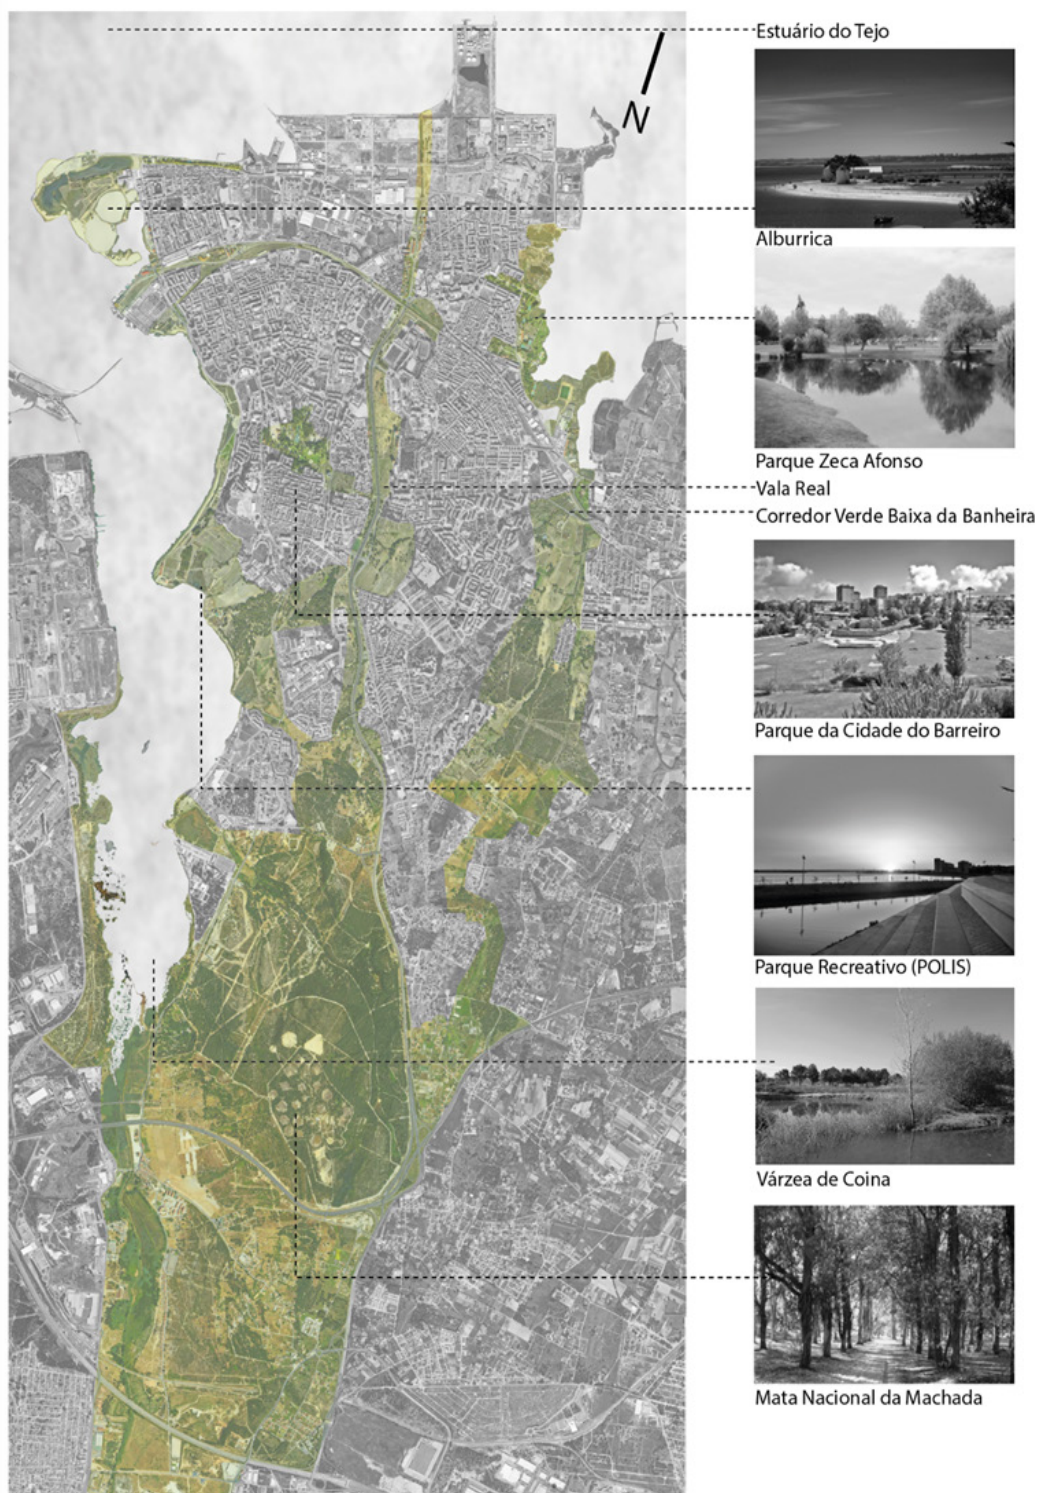 Estuário do Tejo
N
Alburrica
Parque Zeca Afonso
Vala Real
Corredor Verde Baixa da Banheira
Parque da Cidade do Barreiro
Parque Recreativo (POLIS)
Várzea de Coina
Mata Nacional da Machada